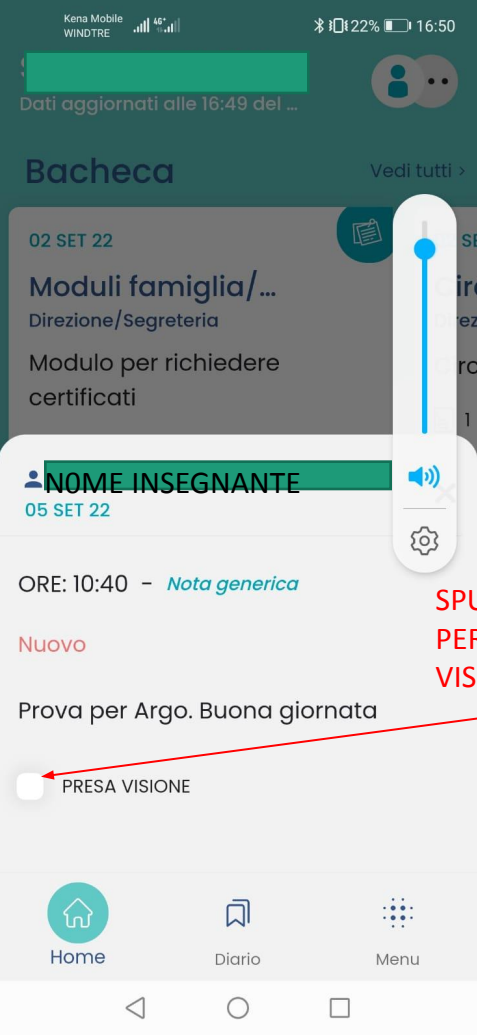 Kena Mobile
WINDTRE
46+
22% 16:50
Dati aggiornati alle 16:49 del ...
Bacheca
Vedi tutti >
02 SET 22
Moduli famiglia/...
Direzione/Segreteria
Modulo per richiedere
certificati
1
N0ME INSEGNANTE
05 SET 22
ORE: 10:40 - Nota generica
SPU
Nuovo
PER
VIS
Prova per Argo. Buona giornata
PRESA VISIONE
Home
Diario
Menu